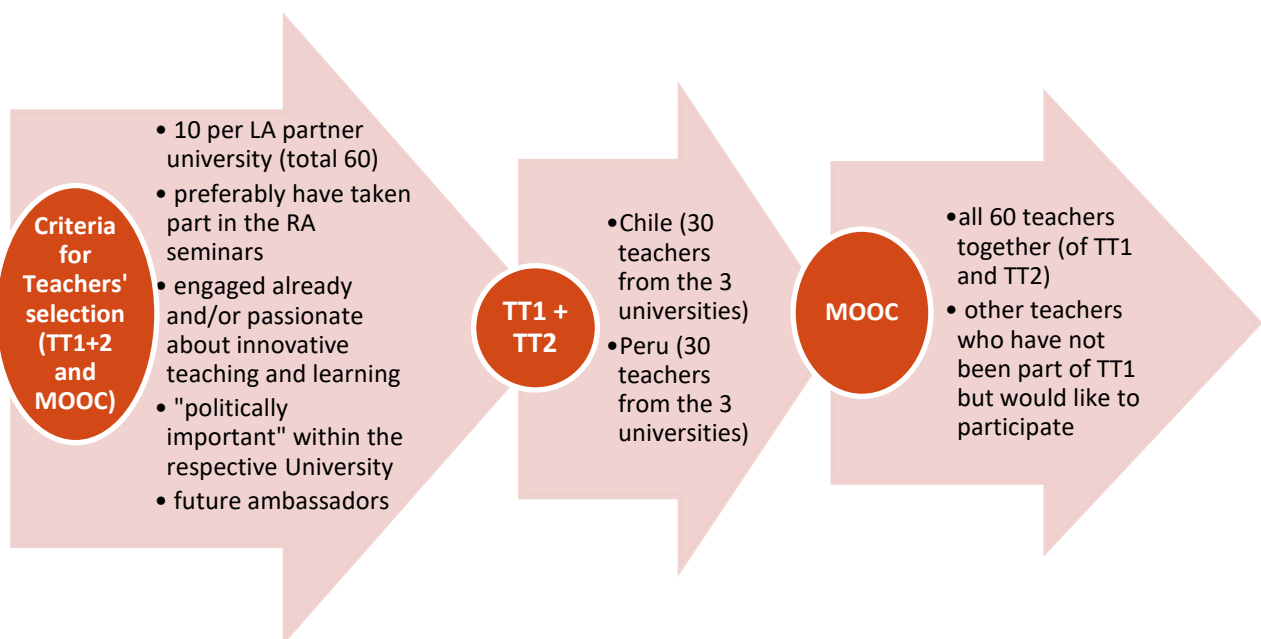 Criteria
for
Teachers'
selection
(TT1+2
and
MOOC)
• 10 per LA partner
university (total 60)
• preferably have taken
part in the RA
seminars
• engaged already
and/or passionate
about innovative
teaching and learning
• "politically
important" within the
respective University
• future ambassadors
TT1 +
TT2
•Chile (30
teachers
from the 3
universities)
•Peru (30
teachers
from the 3
universities)
MOOC
•all 60 teachers
together (of TT1
and TT2)
• other teachers
who have not
been part of TT1
but would like to
participate